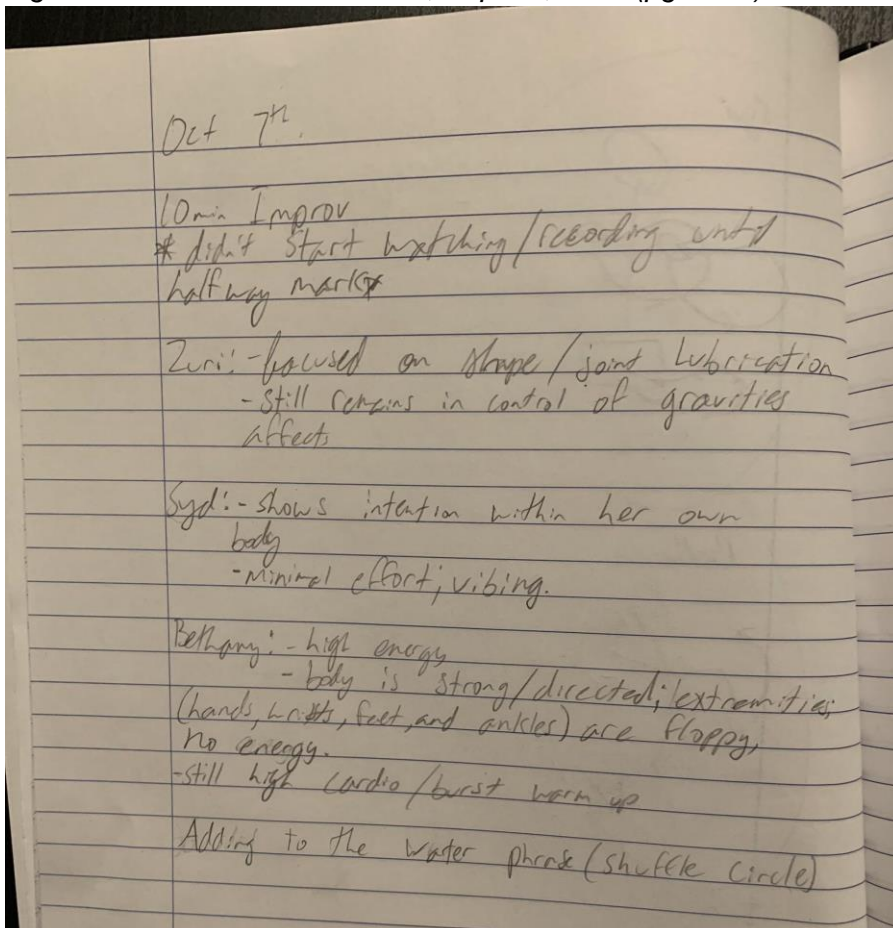 Oct 7th.
10min Improv
* didn't start watching/recording until
halfway mark*
Zuri: -focused on shape/joint Lubrication
-Still remains in control of gravities
affects
Syd: - shows intention within her own
body
-minimal effort; vibing.
Bethany: - high energy
- body is strong/directed; extremities;
(hands, wrists, feet, and ankles) are floppy,
no energy.
-still high cardio/burst warm up
Adding to the water phrase (shuffle circle)